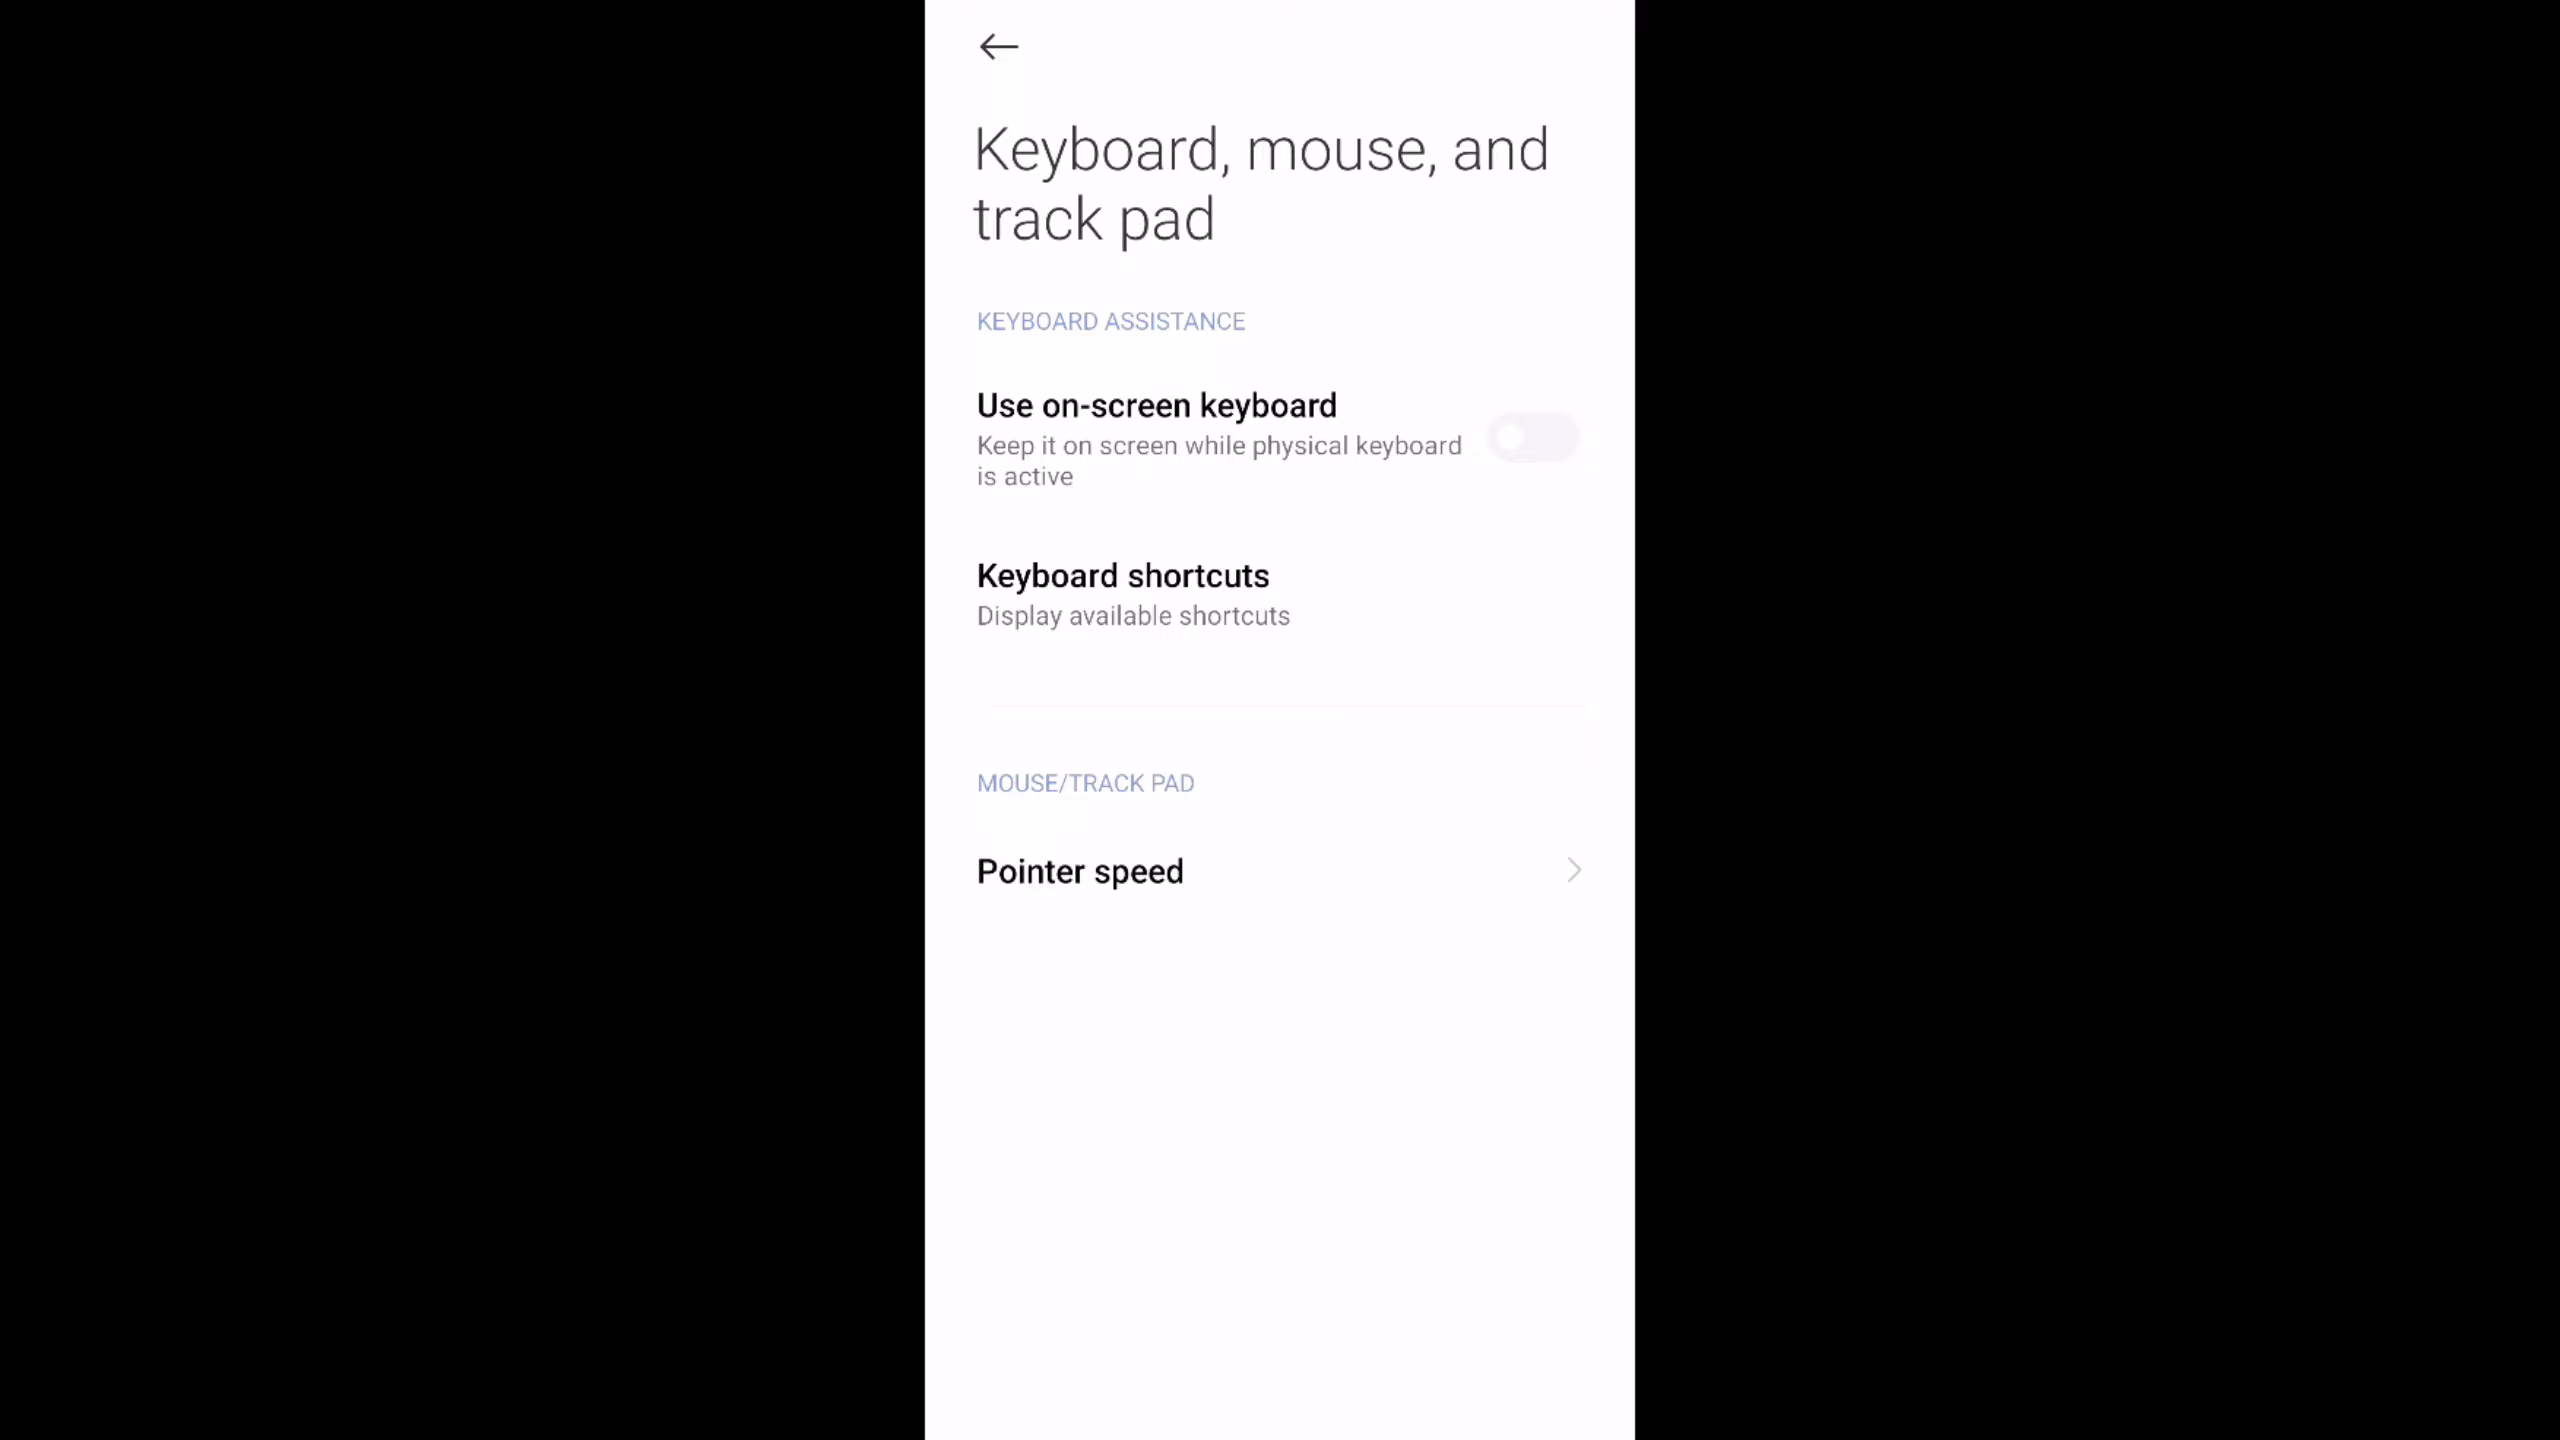 Keyboard, mouse, and
track pad
KEYBOARD ASSISTANCE
Use on-screen keyboard
Keep it on screen while physical keyboard
is active
Keyboard shortcuts
Display available shortcuts
MOUSE/TRACK PAD
Pointer speed